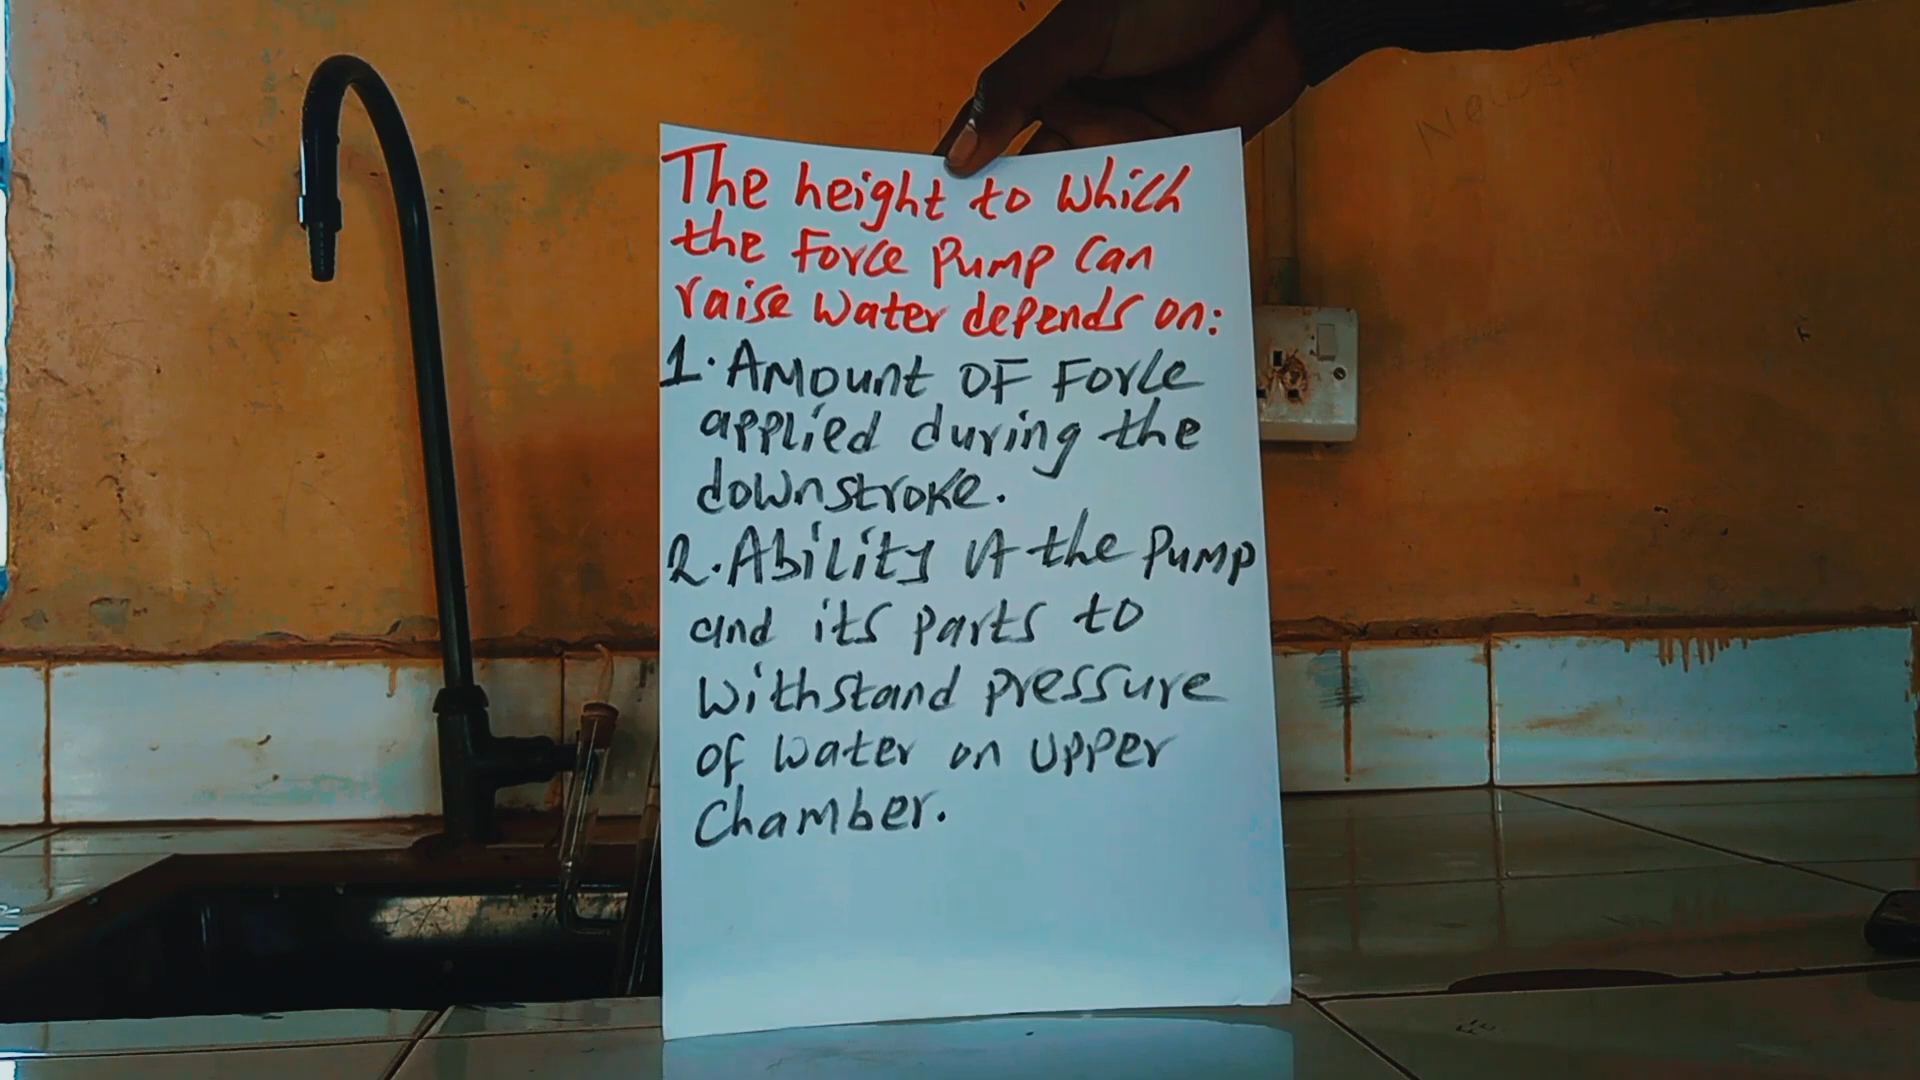 The height to which
the Force Pump Can
raise Water depends on:
1. Amount OF Force
applied during the
downstroke.
2. Ability of the Pump
and its parts to
withstand pressure
of water on upper
Chamber.